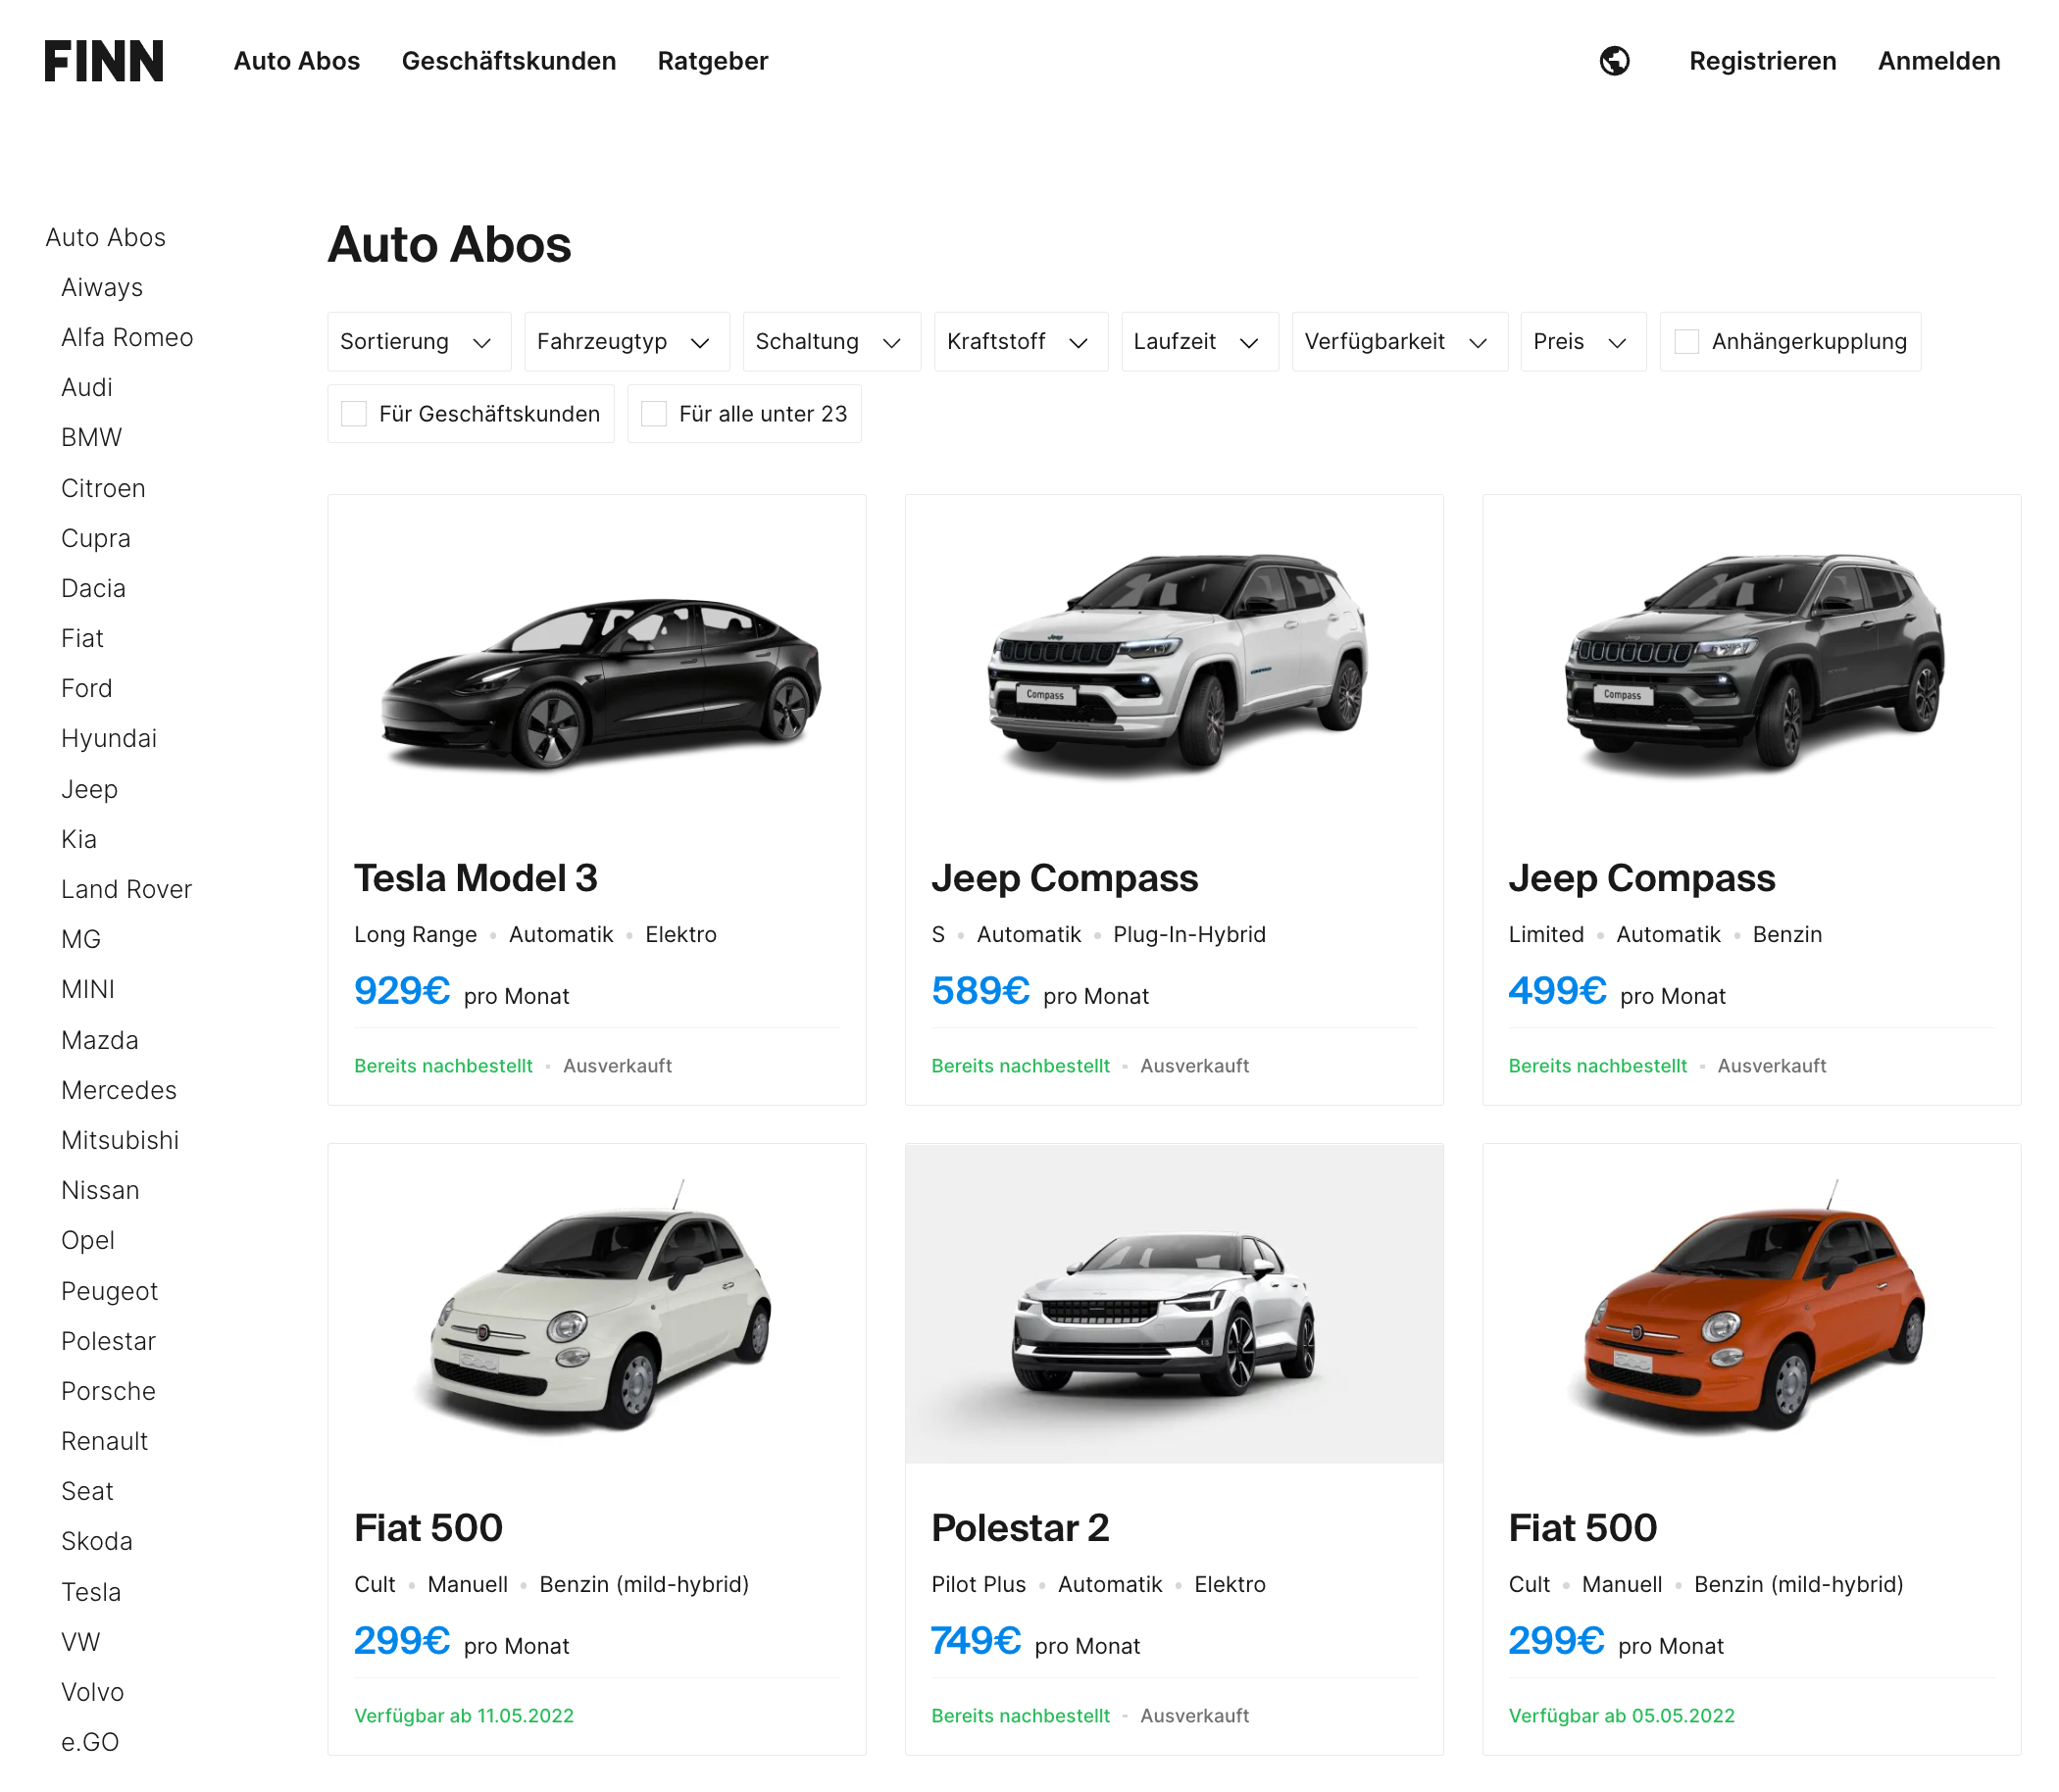 FINN
Auto Abos
Geschäftskunden
Ratgeber
Registrieren
Anmelden
Auto Abos
Aiways
Alfa Romeo
Audi
BMW
Citroen
Cupra
Dacia
Fiat
Ford
Hyundai
Jeep
Kia
Land Rover
MG
MINI
Mazda
Mercedes
Mitsubishi
Nissan
Opel
Peugeot
Polestar
Porsche
Renault
Seat
Skoda
Tesla
VW
Volvo
e.GO
Auto Abos
Sortierung
Fahrzeugtyp
Schaltung
Kraftstoff
Laufzeit
Verfügbarkeit
Preis
Anhängerkupplung
Für Geschäftskunden
Für alle unter 23
Tesla Model 3
Long Range • Automatik • Elektro
929€ pro Monat
Bereits nachbestellt • Ausverkauft
Jeep
Compass
Jeep Compass
S • Automatik • Plug-In-Hybrid
589€ pro Monat
Bereits nachbestellt • Ausverkauft
Compass
Jeep Compass
Limited • Automatik • Benzin
499€ pro Monat
Bereits nachbestellt • Ausverkauft
Fiat 500
Cult • Manuell • Benzin (mild-hybrid)
299€ pro Monat
Verfügbar ab 11.05.2022
Polestar 2
Pilot Plus • Automatik • Elektro
749€ pro Monat
Bereits nachbestellt • Ausverkauft
Fiat 500
Cult • Manuell • Benzin (mild-hybrid)
299€ pro Monat
Verfügbar ab 05.05.2022